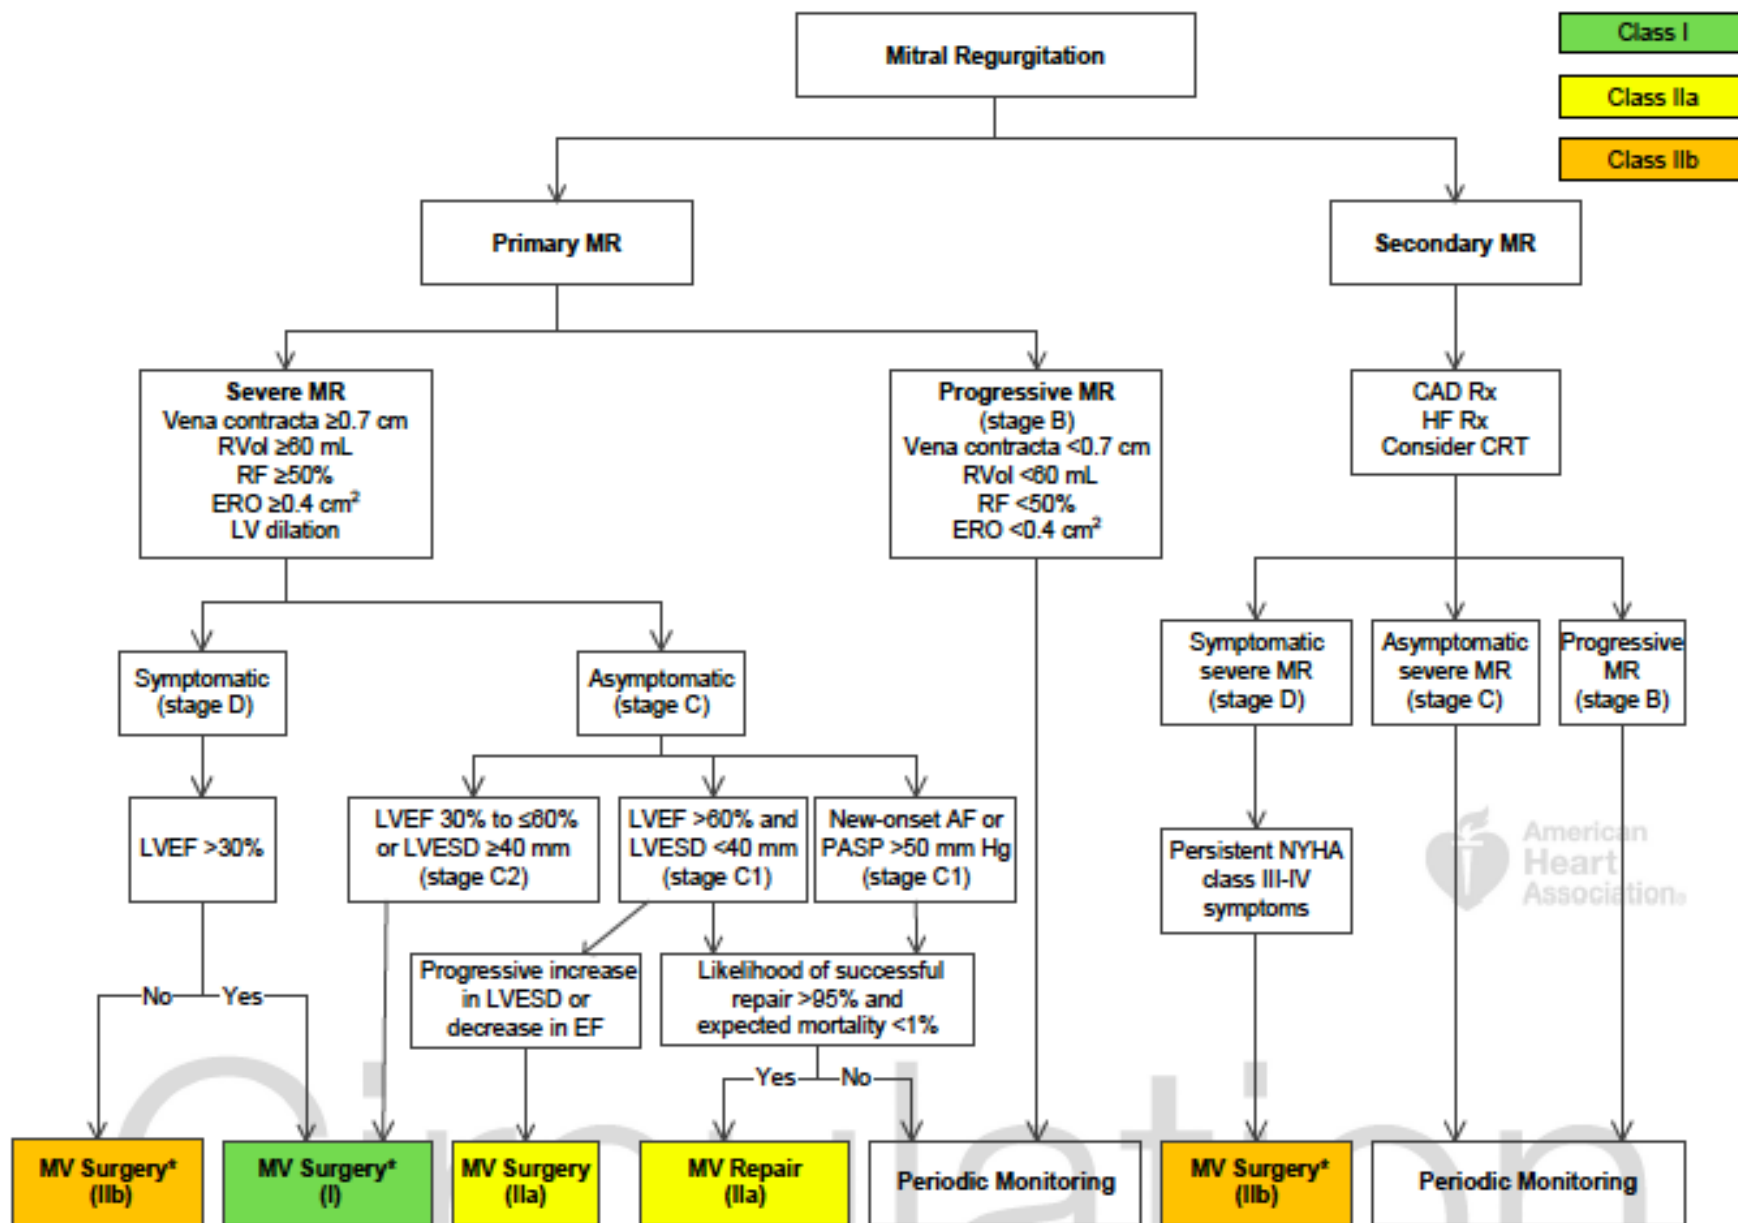 Mitral Regurgitation
Class I
Class IIa
Class IIb
Primary MR
Secondary MR
Severe MR
Vena contracta ≥0.7 cm
RVol ≥60 mL
RF ≥50%
ERO ≥0.4 cm²
LV dilation
Progressive MR
(stage B)
Vena contracta <0.7 cm
RVol <60 mL
RF <50%
ERO <0.4 cm²
CAD Rx
HF Rx
Consider CRT
Symptomatic
(stage D)
Asymptomatic
(stage C)
Symptomatic
severe MR
(stage D)
Asymptomatic
severe MR
(stage C)
Progressive
MR
(stage B)
LVEF >30%
LVEF 30% to ≤60%
or LVESD ≥40 mm
(stage C2)
LVEF >60% and
LVESD <40 mm
(stage C1)
New-onset AF or
PASP >50 mm Hg
(stage C1)
Persistent NYHA
class III-IV
symptoms
American
Heart
Association®
Progressive increase
in LVESD or
decrease in EF
Likelihood of successful
repair >95% and
expected mortality <1%
No
Yes
Yes
No
Circulation
MV Surgery*
(IIb)
MV Surgery*
(I)
MV Surgery
(IIa)
MV Repair
(IIa)
Periodic Monitoring
MV Surgery*
(IIb)
Periodic Monitoring